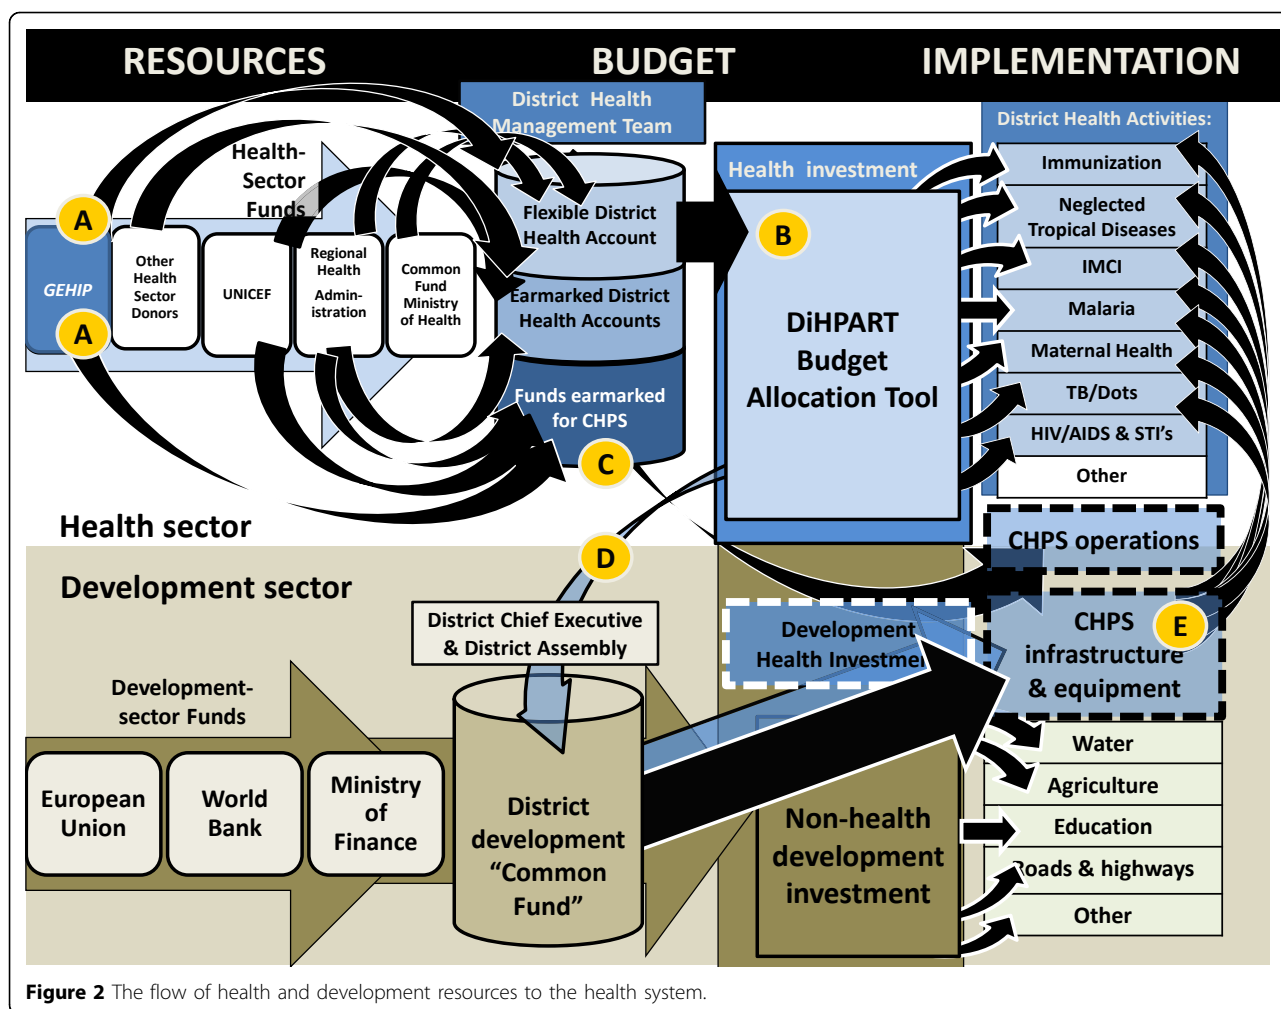 RESOURCES
BUDGET
IMPLEMENTATION
District Health
Management Team
District Health Activities:
Health-
Sector
Funds
A
GEHIP
A
Other
Health
Sector
Donors
UNICEF
Regional
Health
Admin-
istration
Common
Fund
Ministry
of Health
Flexible District
Health Account
Earmarked District
Health Accounts
Funds earmarked
for CHPS
C
Health investment
B
DiHPART
Budget
Allocation Tool
Immunization
Neglected
Tropical Diseases
IMCI
Malaria
Maternal Health
TB/Dots
HIV/AIDS & STI's
Other
Health sector
Development sector
D
CHPS operations
District Chief Executive
& District Assembly
Development
Health Investmen
CHPS
infrastructure
& equipment
E
Development-
sector Funds
European
Union
World
Bank
Ministry
of
Finance
District
development
“Common
Fund”
Non-health
development
investment
Water
Agriculture
Education
Roads & highways
Other
Figure 2 The flow of health and development resources to the health system.